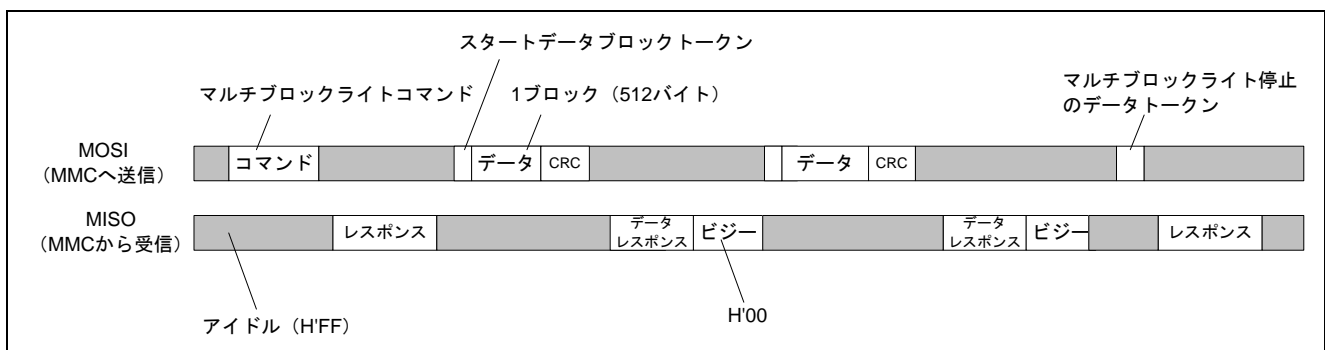 スタートデータブロックトークン
マルチブロックライトコマンド
1ブロック（512バイト）
マルチブロックライト停止
のデータトークン
MOSI
（MMCへ送信）
コマンド
データ
CRC
データ
CRC
MISO
（MMCから受信）
レスポンス
データ
レスポンス
ビジー
データ
レスポンス
ビジー
レスポンス
アイドル（H'FF）
H'00